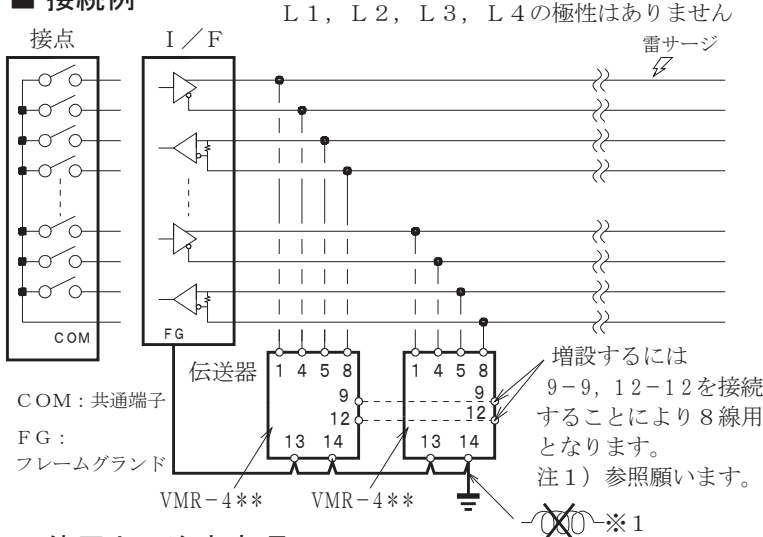 ■ 接続例
L1，L2，L3，L4の極性はありません
接点
I／F
雷サージ
COM
FG
伝送器
1 4 5 8
9
12
13 14
1 4 5 8
9
12
13 14
COM：共通端子
FG：
フレームグランド
VMR-4**
VMR-4**
増設するには
9-9, 12-12を接続
することにより8線用
となります。
注1）参照願います。
※1